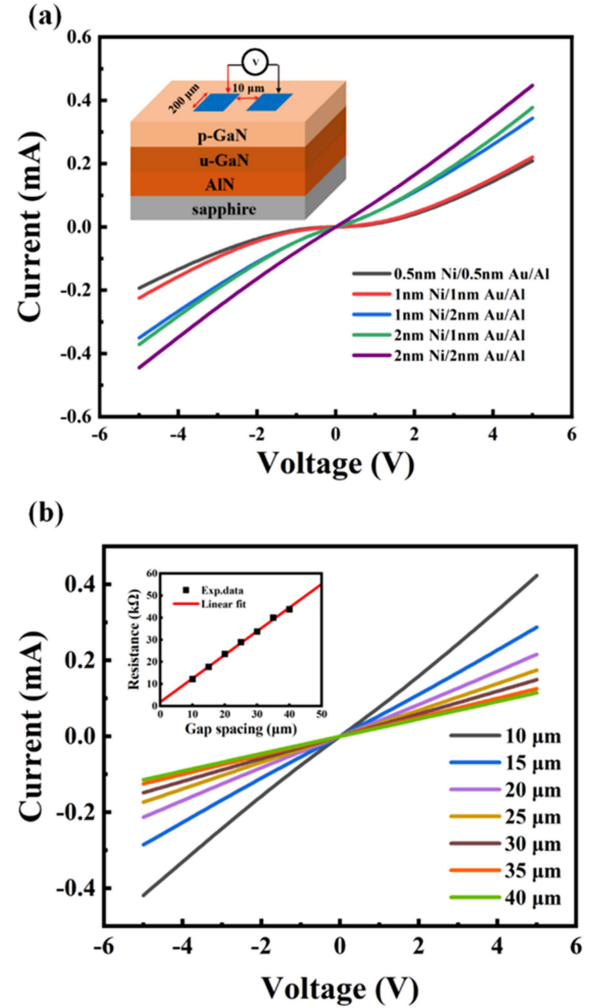 (a)
0.6
0.4
0.2
0.0
-0.2
-0.4
-0.6
Current (mA)
V
200 μm
10 μm
p-GaN
u-GaN
AlN
sapphire
0.5nm Ni/0.5nm Au/Al
1nm Ni/1nm Au/Al
1nm Ni/2nm Au/Al
2nm Ni/1nm Au/Al
2nm Ni/2nm Au/Al
-6 -4 -2 0 2 4 6
Voltage (V)
(b)
0.4
0.2
0.0
-0.2
-0.4
Current (mA)
60
50
40
30
20
10
0
Resistance (kΩ)
Exp.data
Linear fit
0 10 20 30 40 50
Gap spacing (μm)
10 μm
15 μm
20 μm
25 μm
30 μm
35 μm
40 μm
-6 -4 -2 0 2 4 6
Voltage (V)